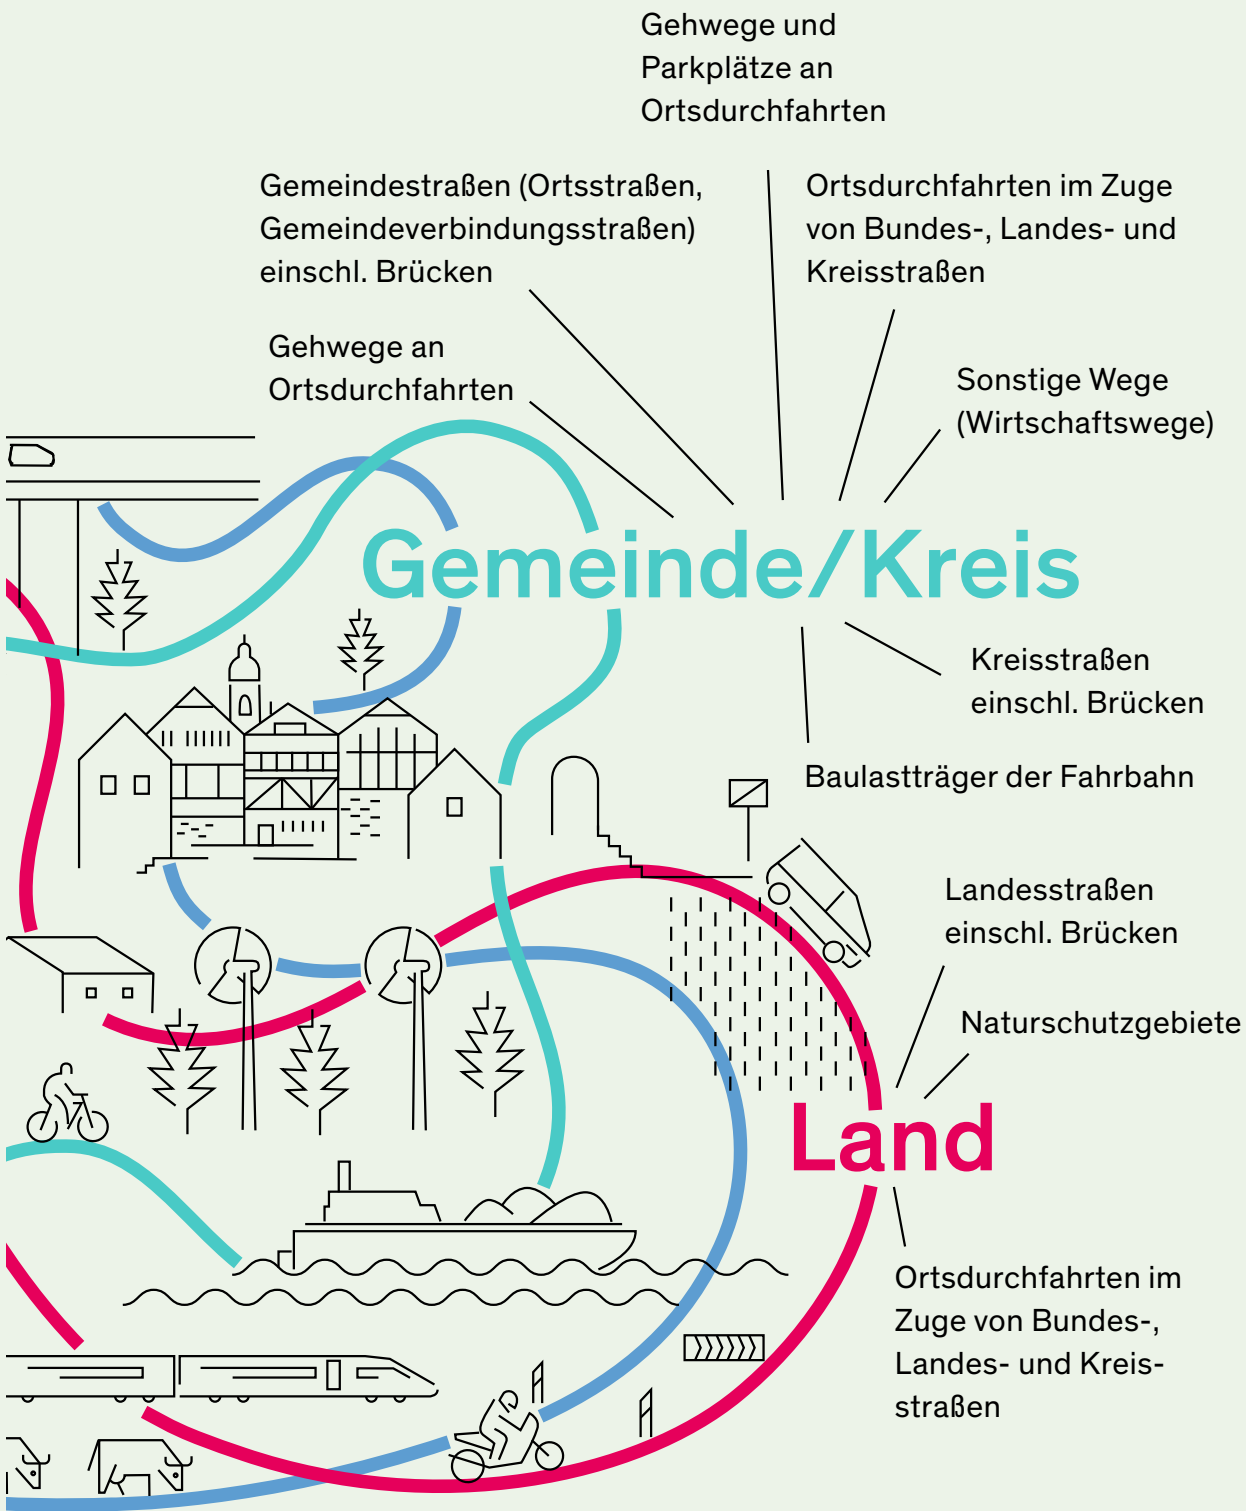 Gehwege und
Parkplätze an
Ortsdurchfahrten
Gemeindestraßen (Ortsstraßen,
Gemeindeverbindungsstraßen)
einschl. Brücken
Ortsdurchfahrten im Zuge
von Bundes-, Landes- und
Kreisstraßen
Gehwege an
Ortsdurchfahrten
Sonstige Wege
(Wirtschaftswege)
Gemeinde/Kreis
Kreisstraßen
einschl. Brücken
Baulastträger der Fahrbahn
Landesstraßen
einschl. Brücken
Naturschutzgebiete
Land
Ortsdurchfahrten im
Zuge von Bundes-,
Landes- und Kreis-
straßen